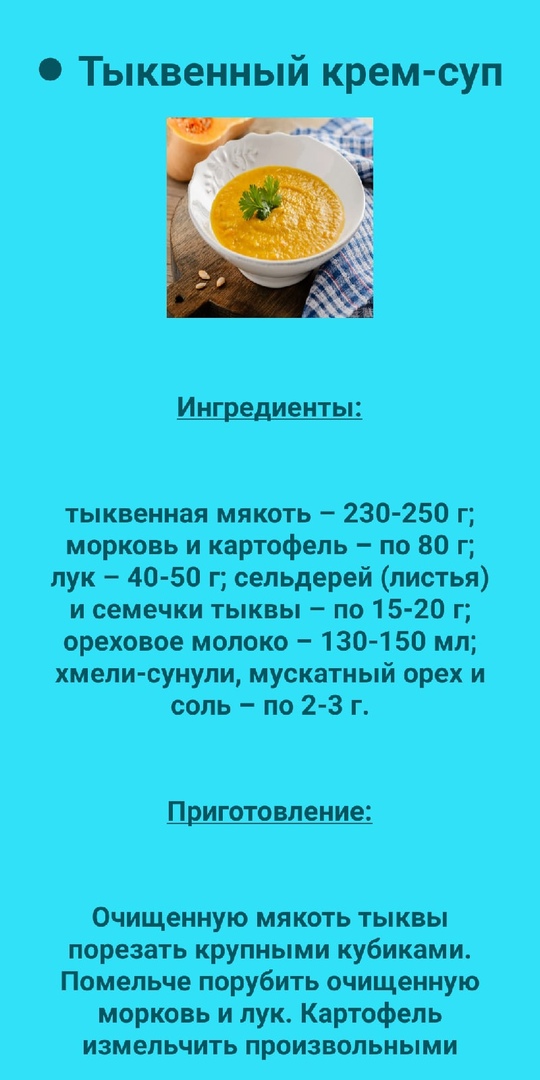 ● Тыквенный крем-суп
Ингредиенты:
тыквенная мякоть – 230-250 г;
морковь и картофель – по 80 г;
лук – 40-50 г; сельдерей (листья)
и семечки тыквы – по 15-20 г;
ореховое молоко – 130-150 мл;
хмели-сунули, мускатный орех и
соль – по 2-3 г.
Приготовление:
Очищенную мякоть тыквы
порезать крупными кубиками.
Помельче порубить очищенную
морковь и лук. Картофель
измельчить произвольными